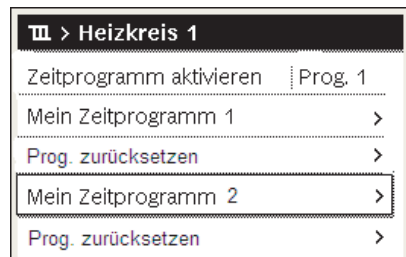 > Heizkreis 1
Zeitprogramm aktivieren Prog. 1
Mein Zeitprogramm 1 >
Prog. zurücksetzen >
Mein Zeitprogramm 2 >
Prog. zurücksetzen >